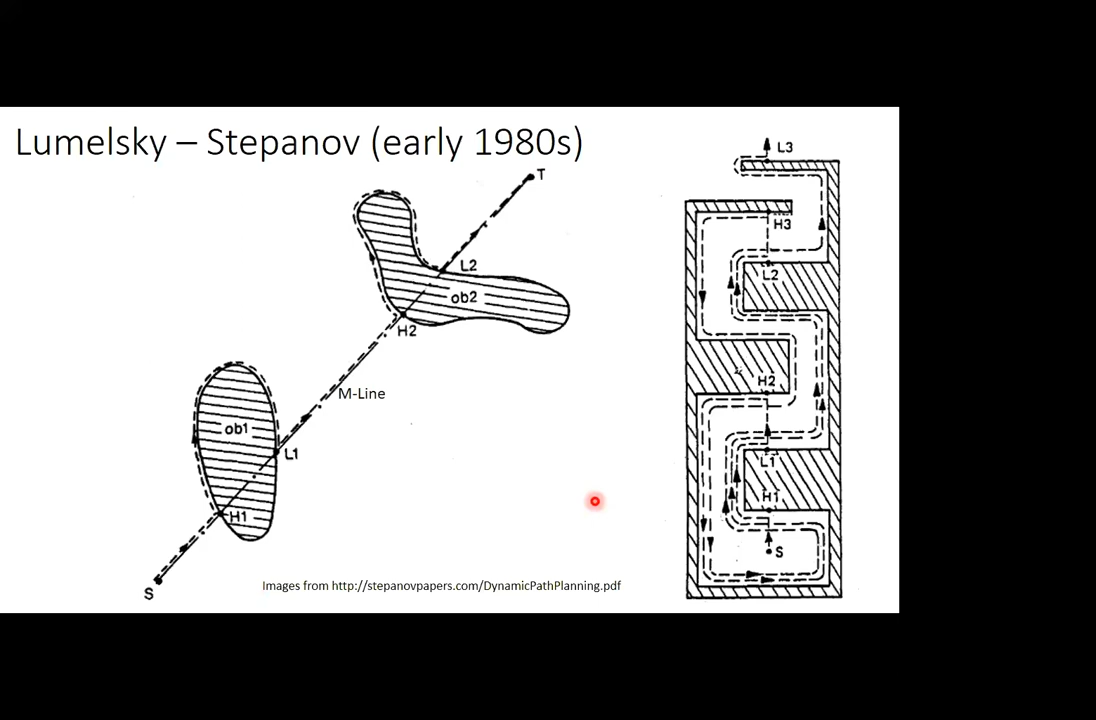 Lumelsky – Stepanov (early 1980s)
T
L2
ob2
H2
M-Line
ob1
L1
H1
S
Images from http://stepanovpapers.com/DynamicPathPlanning.pdf
L3
H3
L2
H2
L1
H1
S